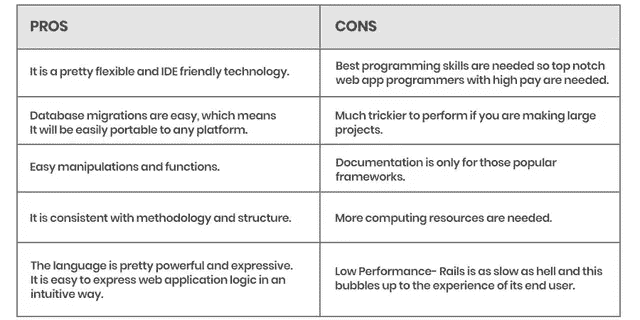 PROS
CONS
It is a pretty flexible and IDE friendly technology.
Best programming skills are needed so top notch
web app programmers with high pay are needed.
Database migrations are easy, which means
It will be easily portable to any platform.
Much trickier to perform if you are making large
projects.
Easy manipulations and functions.
Documentation is only for those popular
frameworks.
It is consistent with methodology and structure.
More computing resources are needed.
The language is pretty powerful and expressive.
It is easy to express web application logic in an
intuitive way.
Low Performance- Rails is as slow as hell and this
bubbles up to the experience of its end user.